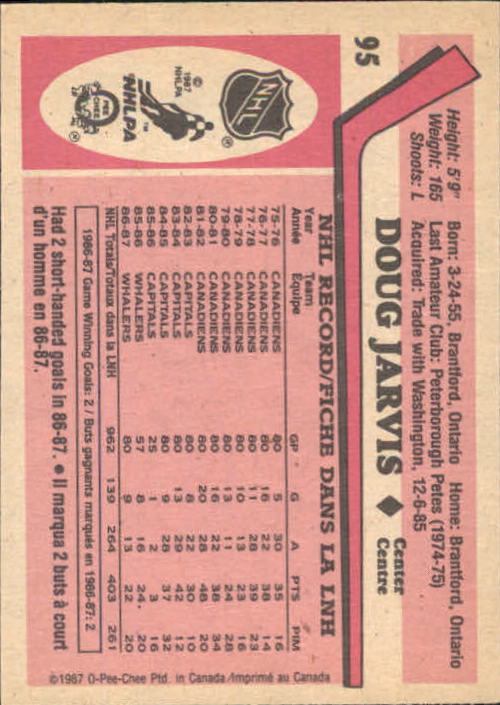 95
Height: 5'9" Born: 3-24-55, Brantford, Ontario Home: Brantford, Ontario
Weight: 165 Last Amateur Club: Peterborough Petes (1974-75)
Shoots: L Acquired: Trade with Washington, 12-6-85
DOUG JARVIS ◆ Center
Centre
NHL
®
© 1987
NHLPA
TM
NHLPA
O PEE CHEE
®
NHL RECORD/FICHE DANS LA LNH
Year Team
Année Équipe GP G A PTS PIM
75-76 CANADIENS 80 5 30 35 16
76-77 CANADIENS 80 16 22 38 14
77-78 CANADIENS 80 11 28 39 23
78-79 CANADIENS 80 10 13 23 16
79-80 CANADIENS 80 13 11 24 28
80-81 CANADIENS 80 16 22 38 34
81-82 CANADIENS 80 20 28 48 20
82-83 CAPITALS 80 8 22 30 10
83-84 CAPITALS 80 13 29 42 12
84-85 CAPITALS 80 9 28 37 32
85-86 CAPITALS 25 1 2 3 16
85-86 WHALERS 57 8 16 24 20
86-87 WHALERS 80 9 13 22 20
NHL Totals/Totaux dans la LNH 962 139 264 403 261
1986-87 Game Winning Goals: 2 / Buts gagnants marqués en 1986-87: 2
Had 2 short-handed goals in 86-87. ● Il marqua 2 buts à court
d'un homme en 86-87.
©1987 O-Pee-Chee Ptd. in Canada/Imprimé au Canada